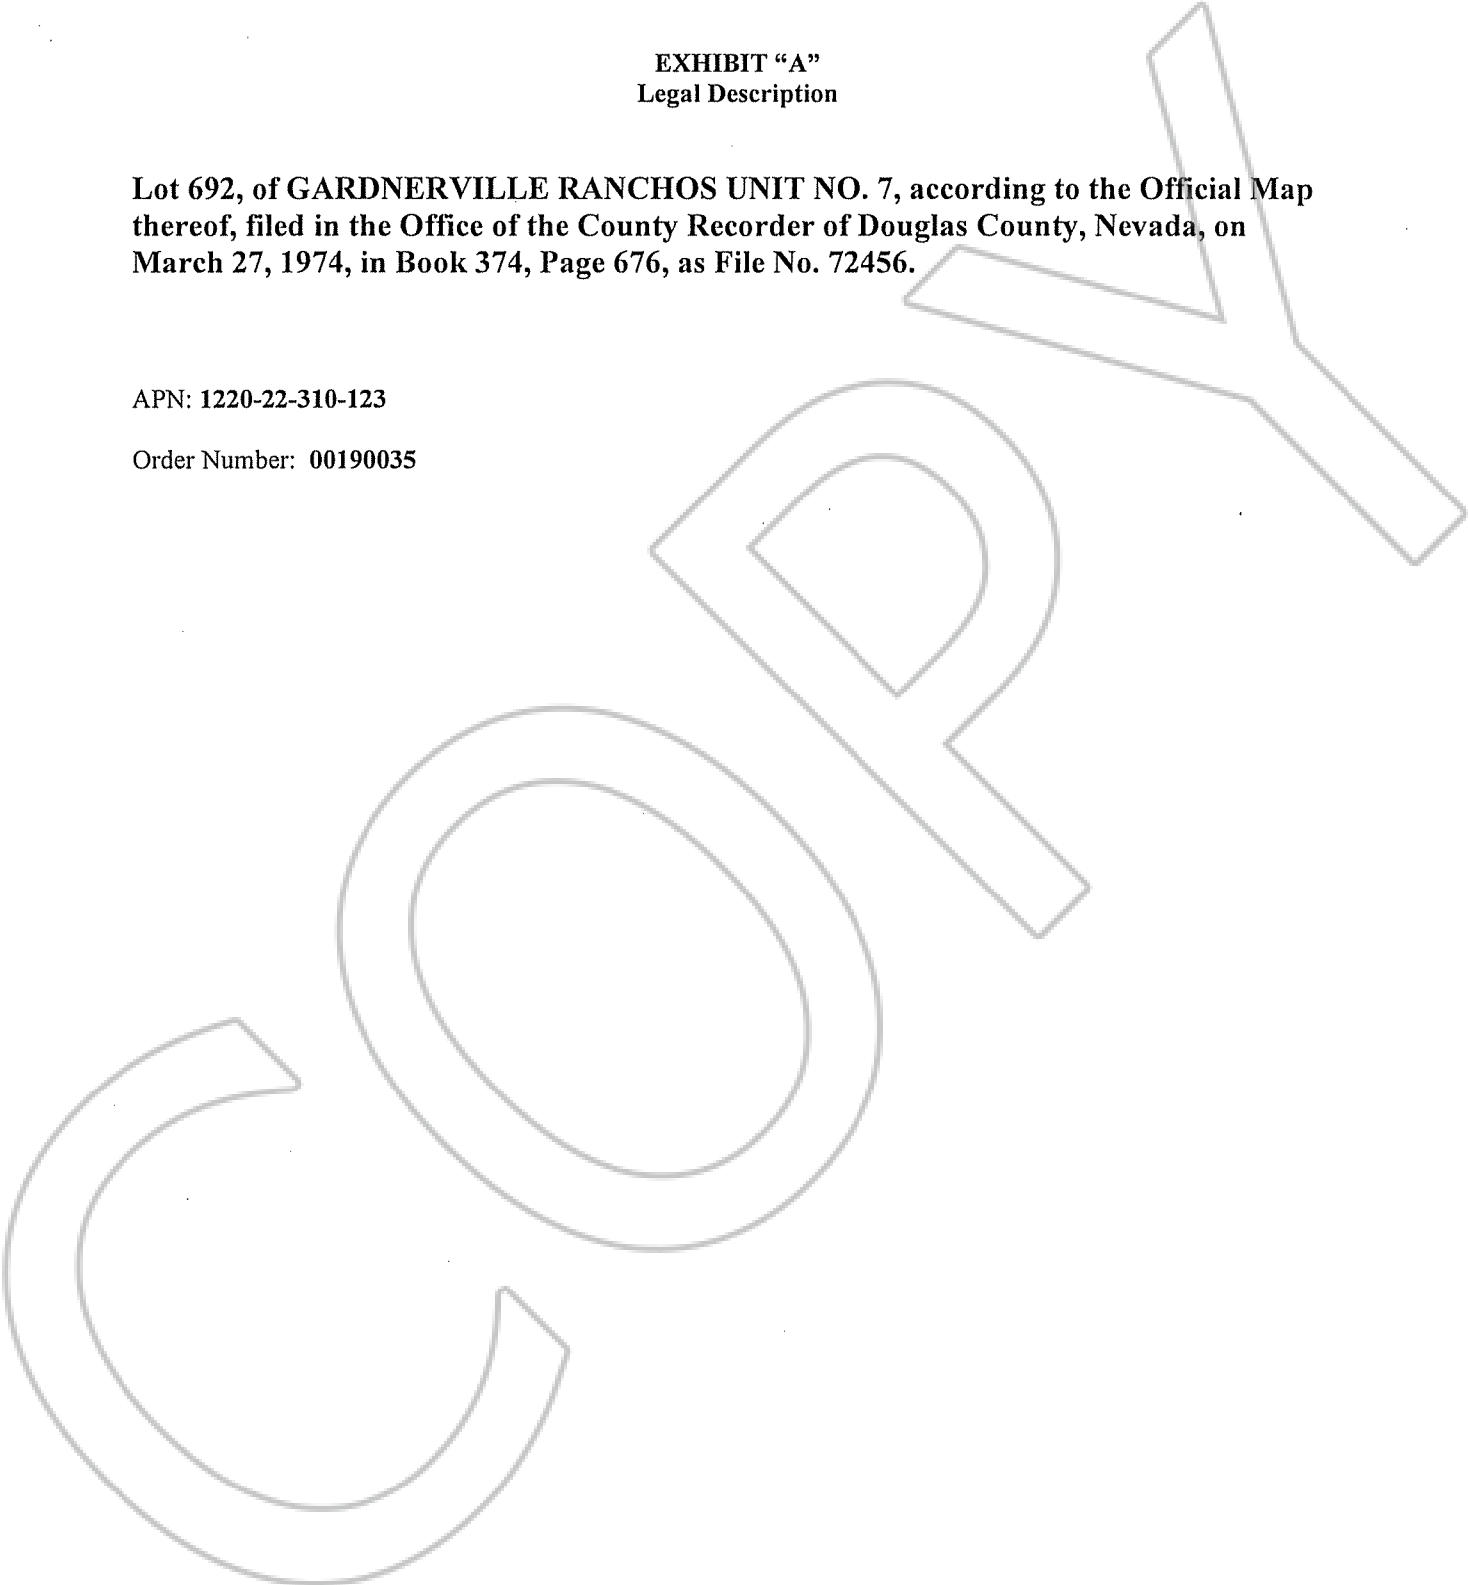 EXHIBIT “A”
Legal Description
Lot 692, of GARDNERVILLE RANCHOS UNIT NO. 7, according to the Official Map
thereof, filed in the Office of the County Recorder of Douglas County, Nevada, on
March 27, 1974, in Book 374, Page 676, as File No. 72456.
APN: 1220-22-310-123
Order Number: 00190035
COPY